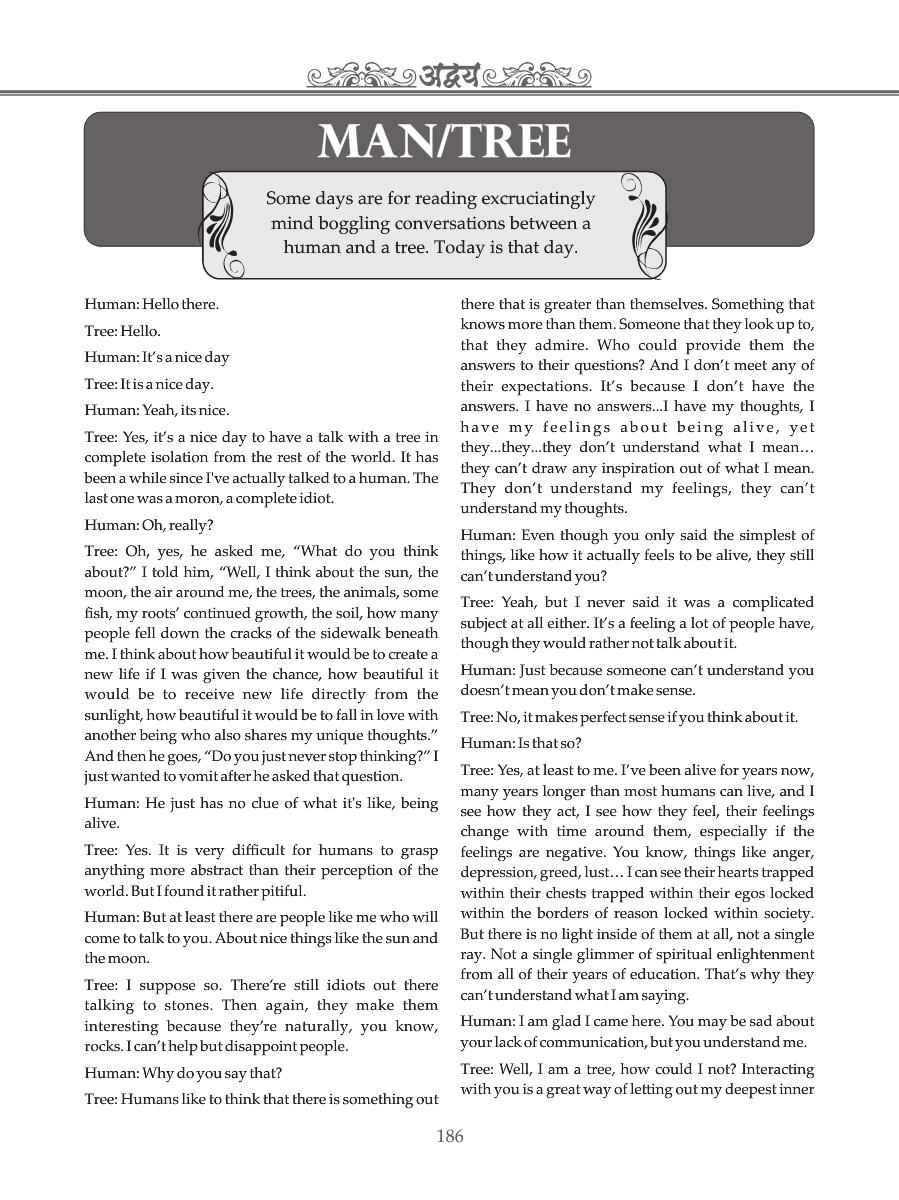 अद्वय
MAN/TREE
Some days are for reading excruciatingly
mind boggling conversations between a
human and a tree. Today is that day.
Human: Hello there.
Tree: Hello.
Human: It’s a nice day
Tree: It is a nice day.
Human: Yeah, its nice.
Tree: Yes, it’s a nice day to have a talk with a tree in
complete isolation from the rest of the world. It has
been a while since I've actually talked to a human. The
last one was a moron, a complete idiot.
Human: Oh, really?
Tree: Oh, yes, he asked me, “What do you think
about?” I told him, “Well, I think about the sun, the
moon, the air around me, the trees, the animals, some
fish, my roots’ continued growth, the soil, how many
people fell down the cracks of the sidewalk beneath
me. I think about how beautiful it would be to create a
new life if I was given the chance, how beautiful it
would be to receive new life directly from the
sunlight, how beautiful it would be to fall in love with
another being who also shares my unique thoughts.”
And then he goes, “Do you just never stop thinking?” I
just wanted to vomit after he asked that question.
Human: He just has no clue of what it's like, being
alive.
Tree: Yes. It is very difficult for humans to grasp
anything more abstract than their perception of the
world. But I found it rather pitiful.
Human: But at least there are people like me who will
come to talk to you. About nice things like the sun and
the moon.
Tree: I suppose so. There’re still idiots out there
talking to stones. Then again, they make them
interesting because they’re naturally, you know,
rocks. I can’t help but disappoint people.
Human: Why do you say that?
Tree: Humans like to think that there is something out
there that is greater than themselves. Something that
knows more than them. Someone that they look up to,
that they admire. Who could provide them the
answers to their questions? And I don’t meet any of
their expectations. It’s because I don’t have the
answers. I have no answers...I have my thoughts, I
have my feelings about being alive, yet
they...they...they don’t understand what I mean…
they can’t draw any inspiration out of what I mean.
They don’t understand my feelings, they can’t
understand my thoughts.
Human: Even though you only said the simplest of
things, like how it actually feels to be alive, they still
can’t understand you?
Tree: Yeah, but I never said it was a complicated
subject at all either. It’s a feeling a lot of people have,
though they would rather not talk about it.
Human: Just because someone can’t understand you
doesn’t mean you don’t make sense.
Tree: No, it makes perfect sense if you think about it.
Human: Is that so?
Tree: Yes, at least to me. I’ve been alive for years now,
many years longer than most humans can live, and I
see how they act, I see how they feel, their feelings
change with time around them, especially if the
feelings are negative. You know, things like anger,
depression, greed, lust… I can see their hearts trapped
within their chests trapped within their egos locked
within the borders of reason locked within society.
But there is no light inside of them at all, not a single
ray. Not a single glimmer of spiritual enlightenment
from all of their years of education. That’s why they
can’t understand what I am saying.
Human: I am glad I came here. You may be sad about
your lack of communication, but you understand me.
Tree: Well, I am a tree, how could I not? Interacting
with you is a great way of letting out my deepest inner
186